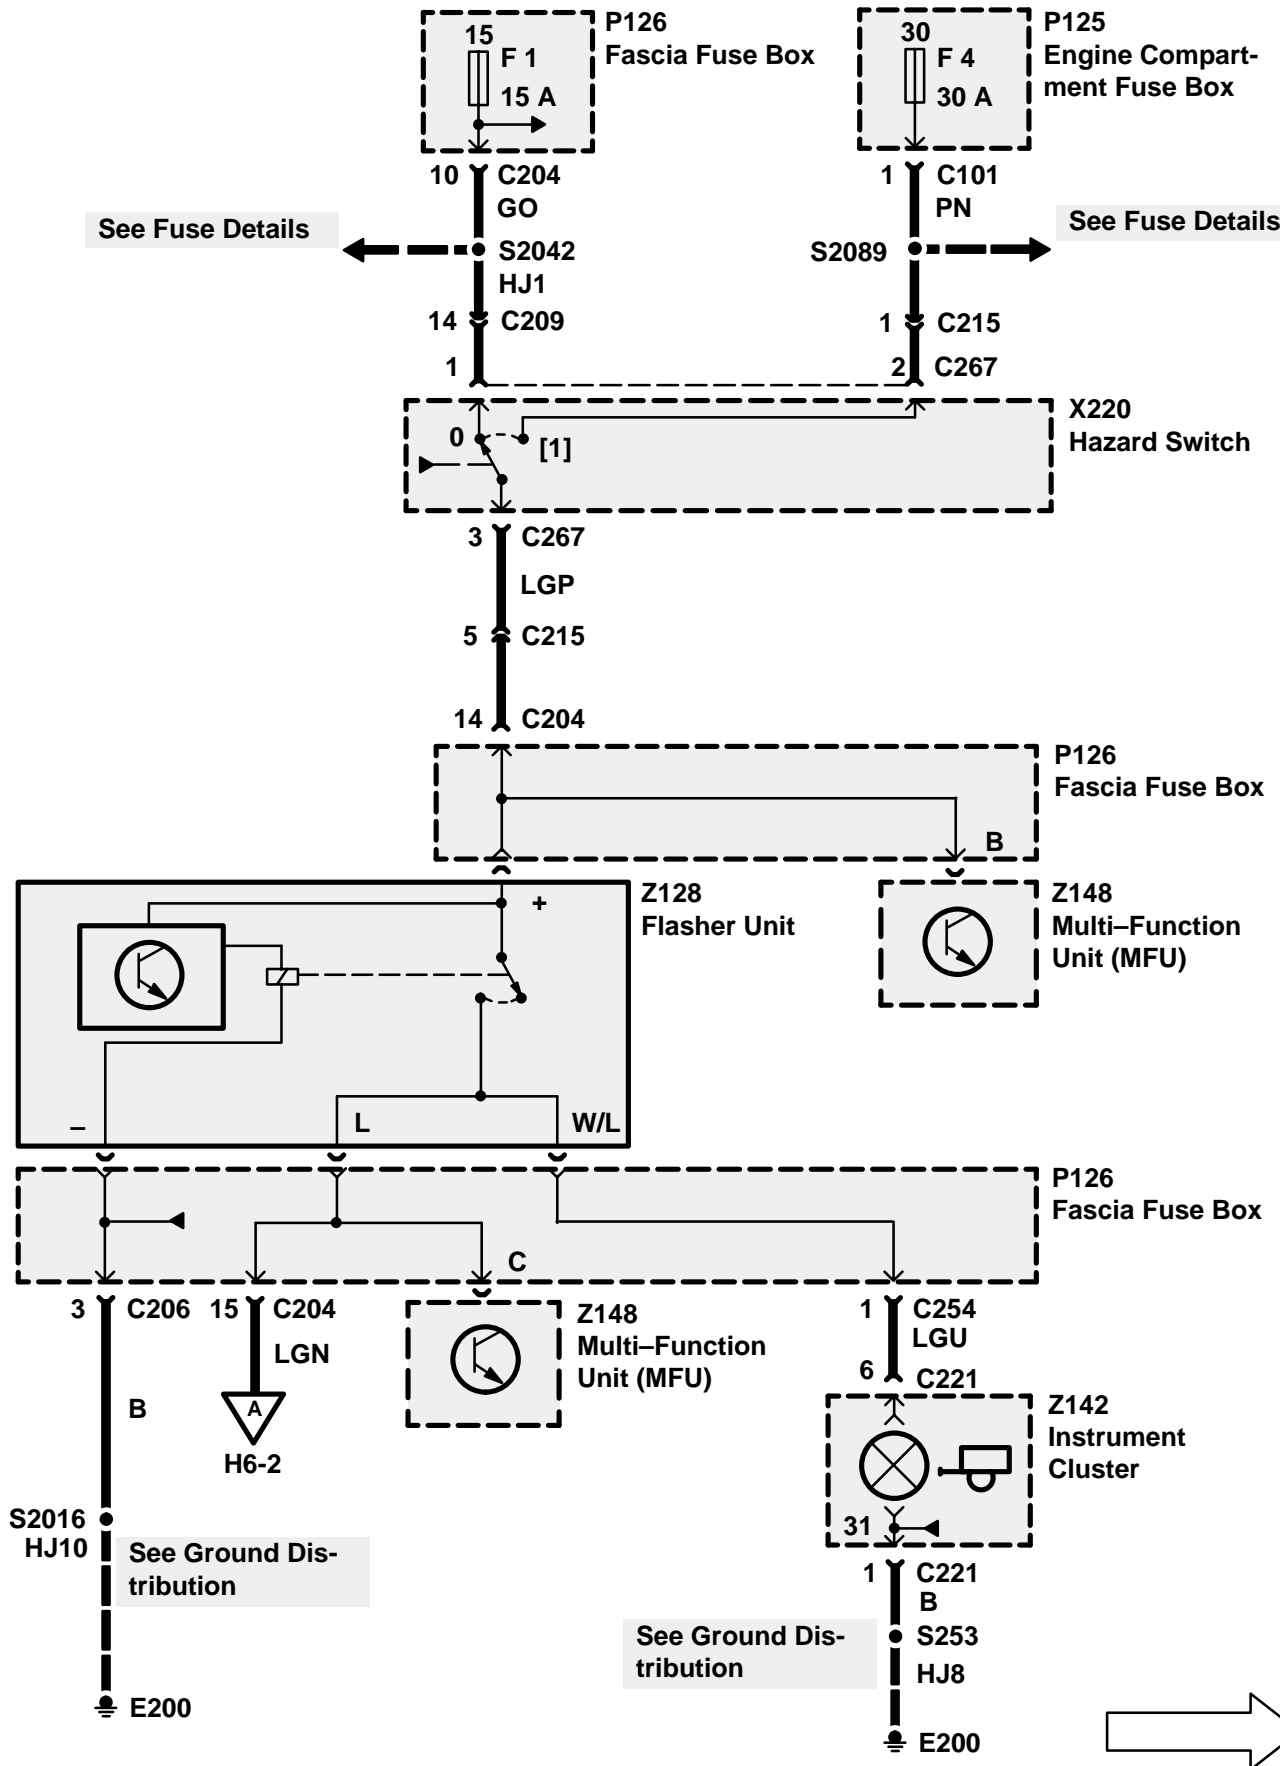 15
F 1
15 A
P126
Fascia Fuse Box
30
F 4
30 A
P125
Engine Compart-
ment Fuse Box
10 C204
GO
1 C101
PN
See Fuse Details
S2042
HJ1
S2089
See Fuse Details
14 C209
1 C215
1
2 C267
0
[1]
X220
Hazard Switch
3 C267
LGP
5 C215
14 C204
P126
Fascia Fuse Box
B
+
Z128
Flasher Unit
Z148
Multi–Function
Unit (MFU)
–
L
W/L
P126
Fascia Fuse Box
C
3 C206
15 C204
LGN
Z148
Multi–Function
Unit (MFU)
1 C254
LGU
6 C221
B
A
H6-2
Z142
Instrument
Cluster
31
S2016
HJ10
See Ground Dis-
tribution
1 C221
B
See Ground Dis-
tribution
S253
HJ8
E200
E200